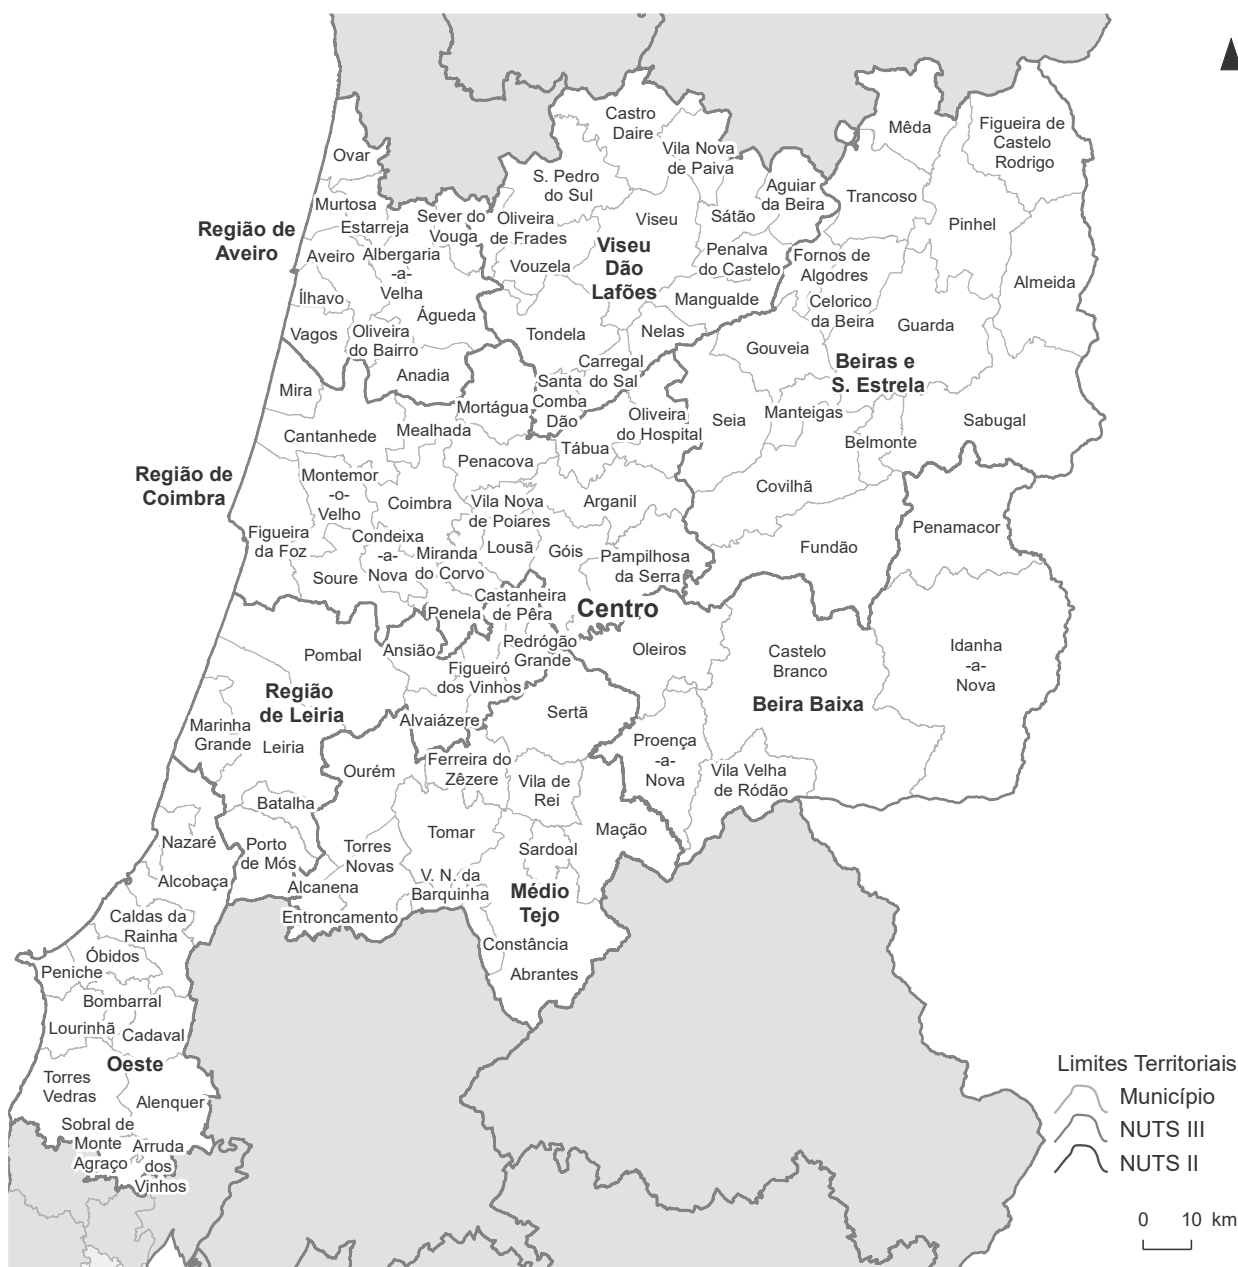 Castro
Daire
Mêda
Figueira de
Castelo
Rodrigo
Ovar
Vila Nova
de Paiva
S. Pedro
do Sul
Aguiar
da Beira
Trancoso
Murtosa
Estarreja
Sever do
Vouga
Oliveira
de Frades
Viseu
Sátão
Pinhel
Região de
Aveiro
Aveiro
Albergaria
-a-
Velha
Vouzela
Viseu
Dão
Lafões
Penalva
do Castelo
Fornos de
Algodres
Almeida
Ílhavo
Mangualde
Celorico
da Beira
Guarda
Vagos
Oliveira
do Bairro
Águeda
Tondela
Nelas
Gouveia
Beiras e
S. Estrela
Anadia
Carregal
do Sal
Santa
Comba
Dão
Mira
Mortágua
Oliveira
do Hospital
Seia
Manteigas
Sabugal
Cantanhede
Mealhada
Tábua
Belmonte
Região de
Coimbra
Montemor
-o-
Velho
Penacova
Covilhã
Coimbra
Vila Nova
de Poiares
Arganil
Penamacor
Figueira
da Foz
Condeixa
-a-
Nova
Miranda
do Corvo
Lousã
Góis
Pampilhosa
da Serra
Fundão
Soure
Penela
Castanheira
de Pêra
Centro
Pombal
Ansião
Pedrógão
Grande
Oleiros
Castelo
Branco
Idanha
-a-
Nova
Figueiró
dos Vinhos
Região
de Leiria
Beira Baixa
Marinha
Grande
Leiria
Alvaiázere
Sertã
Proença
-a-
Nova
Ourém
Ferreira do
Zêzere
Vila de
Rei
Vila Velha
de Ródão
Batalha
Nazaré
Porto
de Mós
Torres
Novas
Tomar
Sardoal
Mação
Alcobaça
Alcanena
V. N. da
Barquinha
Médio
Tejo
Caldas da
Rainha
Entroncamento
Constância
Óbidos
Peniche
Abrantes
Bombarral
Lourinhã
Cadaval
Oeste
Torres
Vedras
Alenquer
Sobral de
Monte
Agraço
Arruda
dos
Vinhos
Limites Territoriais
Município
NUTS III
NUTS II
0 10 km